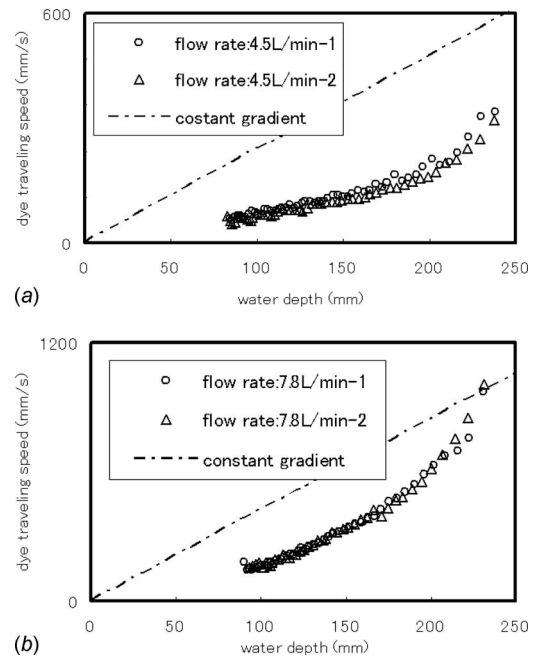 600
flow rate:4.5L/min-1
flow rate:4.5L/min-2
costant gradient
dye traveling speed (mm/s)
0
0 50 100 150 200 250
(a)
water depth (mm)
1200
flow rate:7.8L/min-1
flow rate:7.8L/min-2
constant gradient
dye traveling speed (mm/s)
0
0 50 100 150 200 250
(b)
water depth (mm)